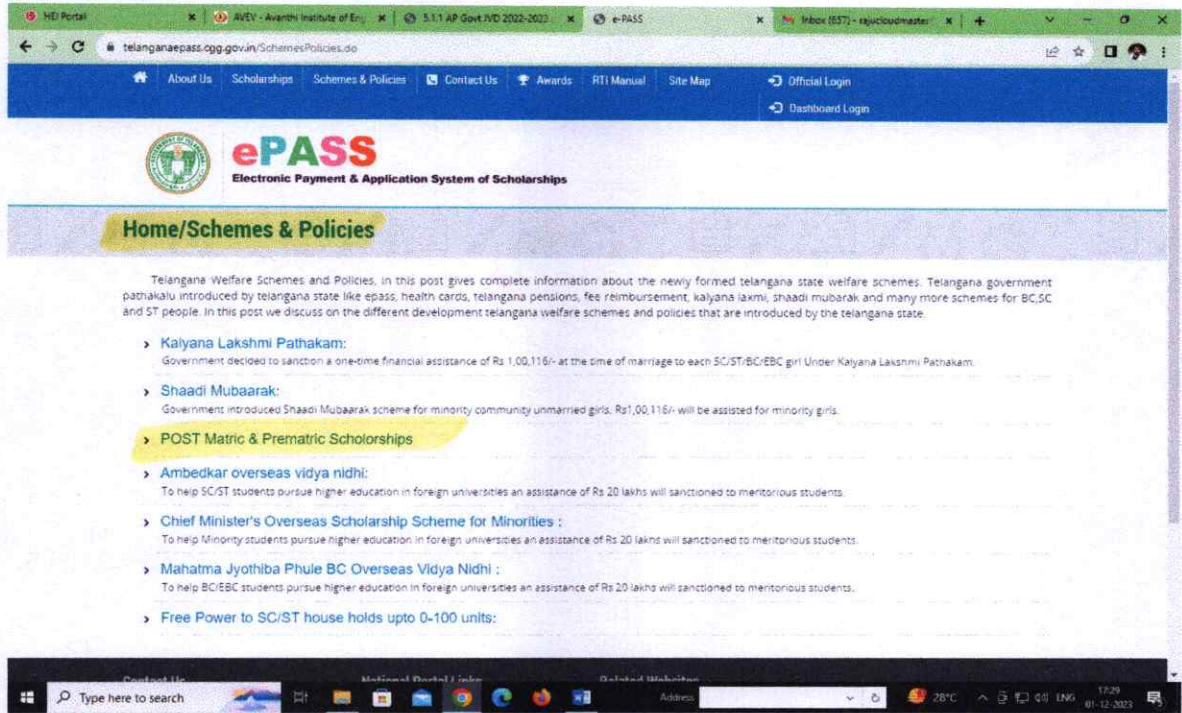 HEI Portal
AVEV - Avanthi Institute of Eng
5.1.1 AP Govt JVD 2022-2023
e-PASS
Inbox (657) - rajucloudmaster
telanganaepass.cgg.gov.in/SchemesPolicies.do
About Us Scholarships Schemes & Policies Contact Us Awards RTI Manual Site Map Official Login
Dashboard Login
ePASS
Electronic Payment & Application System of Scholarships
Home/Schemes & Policies
Telangana Welfare Schemes and Policies, in this post gives complete information about the newly formed telangana state welfare schemes. Telangana government
pathakalu introduced by telangana state like epass, health cards, telangana pensions, fee reimbursement, kalyana laxmi, shaadi mubarak and many more schemes for BC,SC
and ST people. In this post we discuss on the different development telangana welfare schemes and policies that are introduced by the telangana state.
› Kalyana Lakshmi Pathakam:
Government decided to sanction a one-time financial assistance of Rs 1,00,116/- at the time of marriage to each SC/ST/BC/EBC girl Under Kalyana Lakshmi Pathakam.
› Shaadi Mubaarak:
Government introduced Shaadi Mubaarak scheme for minority community unmarried girls. Rs1,00,116/- will be assisted for minority girls.
› POST Matric & Prematric Scholorships
› Ambedkar overseas vidya nidhi:
To help SC/ST students pursue higher education in foreign universities an assistance of Rs 20 lakhs will sanctioned to meritorious students.
› Chief Minister's Overseas Scholarship Scheme for Minorities :
To help Minority students pursue higher education in foreign universities an assistance of Rs 20 lakhs will sanctioned to meritorious students.
› Mahatma Jyothiba Phule BC Overseas Vidya Nidhi :
To help BC/EBC students pursue higher education in foreign universities an assistance of Rs 20 lakhs will sanctioned to meritorious students.
› Free Power to SC/ST house holds upto 0-100 units:
Contact Us National Portal Links Related Websites
Type here to search Address 28°C ENG 17:29
01-12-2023